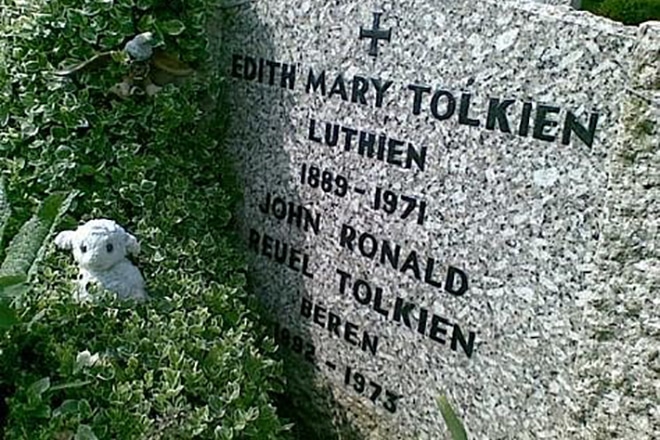 EDITH MARY TOLKIEN
LUTHIEN
1889-1971
JOHN RONALD
REUEL TOLKIEN
BEREN
1892-1973